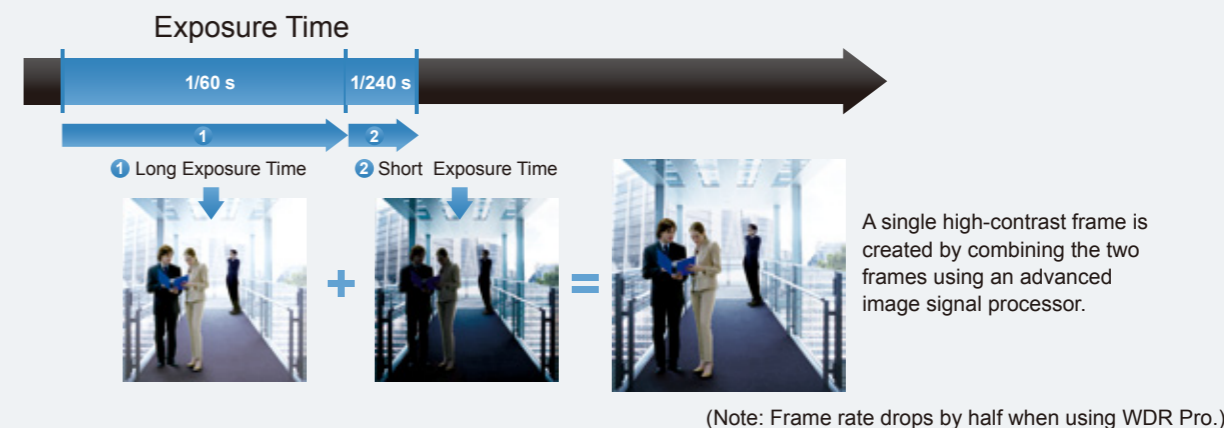 Exposure Time
1/60 s
1/240 s
1
2
1 Long Exposure Time
2 Short Exposure Time
A single high-contrast frame is
created by combining the two
frames using an advanced
image signal processor.
(Note: Frame rate drops by half when using WDR Pro.)